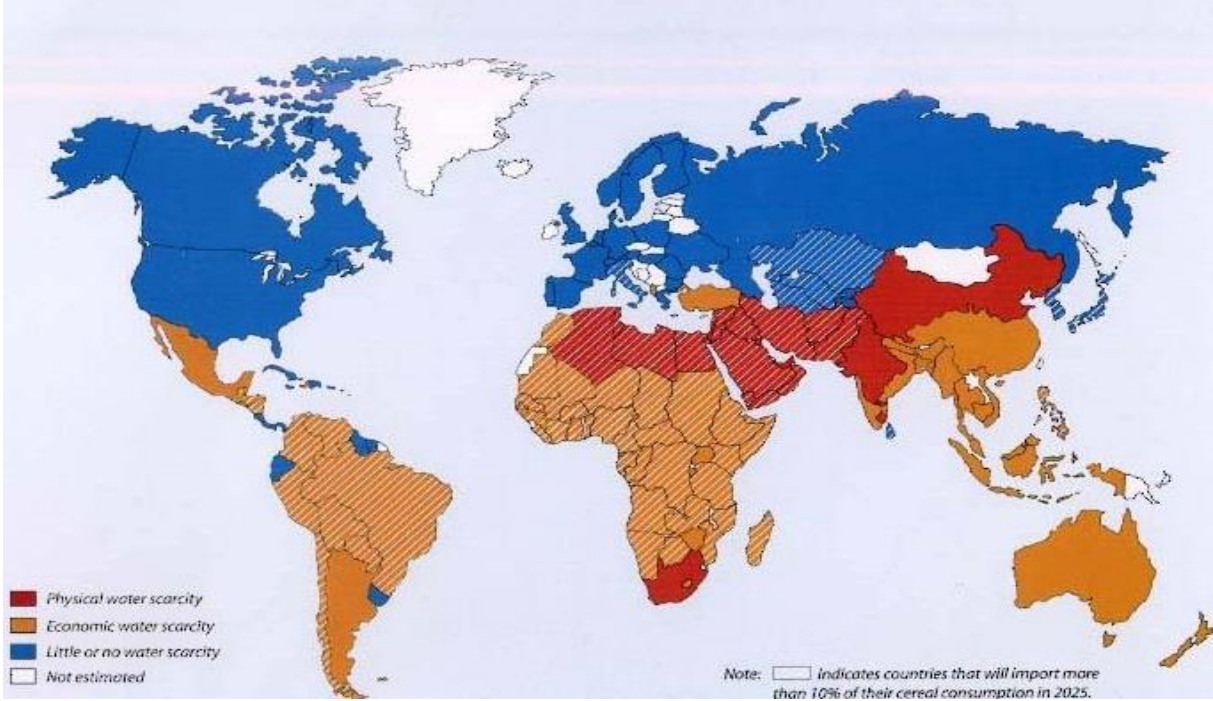 Physical water scarcity
Economic water scarcity
Little or no water scarcity
Not estimated
Note: indicates countries that will import more
than 10% of their cereal consumption in 2025.